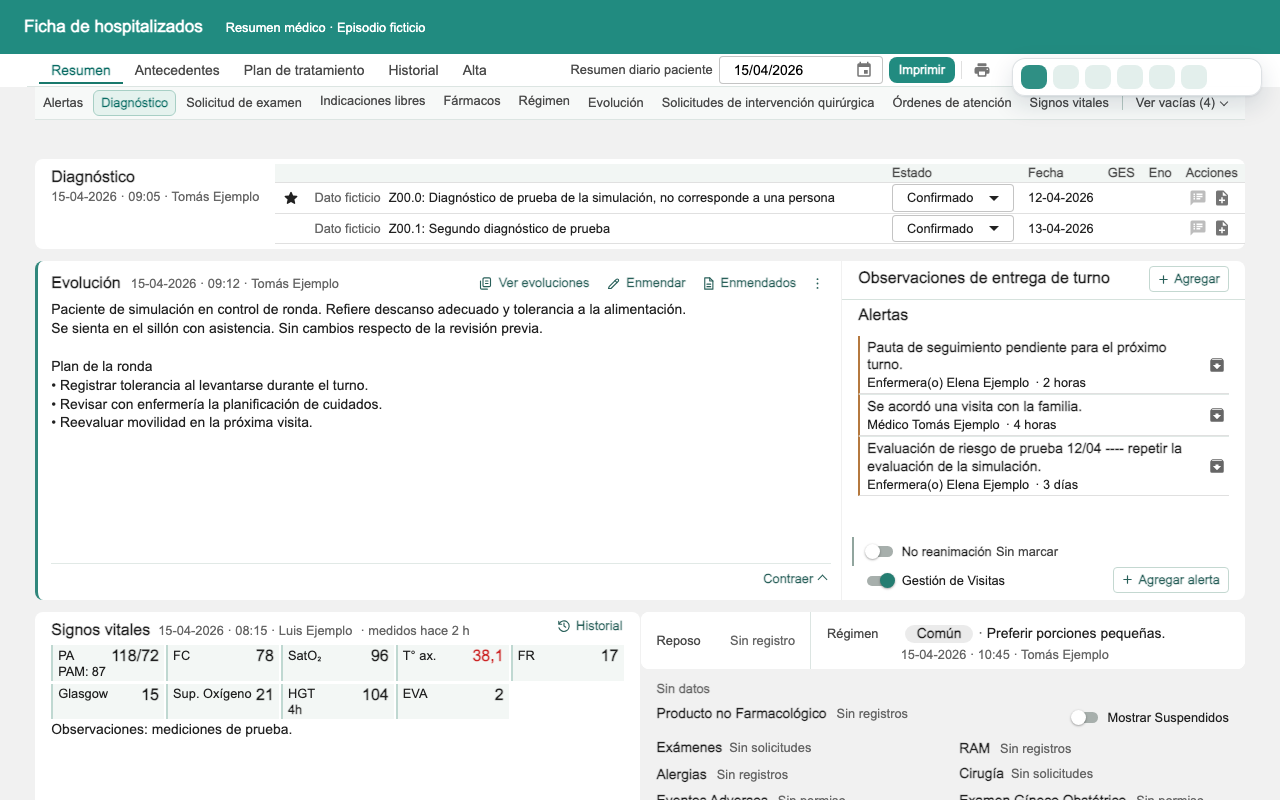 Ficha de hospitalizados
Resumen médico · Episodio ficticio
Resumen
Antecedentes
Plan de tratamiento
Historial
Alta
Resumen diario paciente
15/04/2026
Imprimir
Alertas
Diagnóstico
Solicitud de examen
Indicaciones libres
Fármacos
Régimen
Evolución
Solicitudes de intervención quirúrgica
Órdenes de atención
Signos vitales
Ver vacías (4)
Diagnóstico
15-04-2026 · 09:05 · Tomás Ejemplo
Estado
Fecha
GES
Eno
Acciones
Dato ficticio Z00.0: Diagnóstico de prueba de la simulación, no corresponde a una persona
Confirmado
12-04-2026
Dato ficticio Z00.1: Segundo diagnóstico de prueba
Confirmado
13-04-2026
Evolución
15-04-2026 · 09:12 · Tomás Ejemplo
Ver evoluciones
Enmendar
Enmendados
Paciente de simulación en control de ronda. Refiere descanso adecuado y tolerancia a la alimentación.
Se sienta en el sillón con asistencia. Sin cambios respecto de la revisión previa.
Plan de la ronda
• Registrar tolerancia al levantarse durante el turno.
• Revisar con enfermería la planificación de cuidados.
• Reevaluar movilidad en la próxima visita.
Contraer
Observaciones de entrega de turno
+ Agregar
Alertas
Pauta de seguimiento pendiente para el próximo
turno.
Enfermera(o) Elena Ejemplo · 2 horas
Se acordó una visita con la familia.
Médico Tomás Ejemplo · 4 horas
Evaluación de riesgo de prueba 12/04 ---- repetir la
evaluación de la simulación.
Enfermera(o) Elena Ejemplo · 3 días
No reanimación Sin marcar
Gestión de Visitas
+ Agregar alerta
Signos vitales
15-04-2026 · 08:15 · Luis Ejemplo · medidos hace 2 h
Historial
PA 118/72
PAM: 87
FC 78
SatO₂ 96
T° ax. 38,1
FR 17
Glasgow 15
Sup. Oxígeno 21
HGT 104
4h
EVA 2
Observaciones: mediciones de prueba.
Reposo
Sin registro
Régimen
Común · Preferir porciones pequeñas.
15-04-2026 · 10:45 · Tomás Ejemplo
Sin datos
Producto no Farmacológico Sin registros
Mostrar Suspendidos
Exámenes Sin solicitudes
RAM Sin registros
Alergias Sin registros
Cirugía Sin solicitudes
Eventos Adversos Sin permiso
Examen Gineco Obstétrico Sin permiso